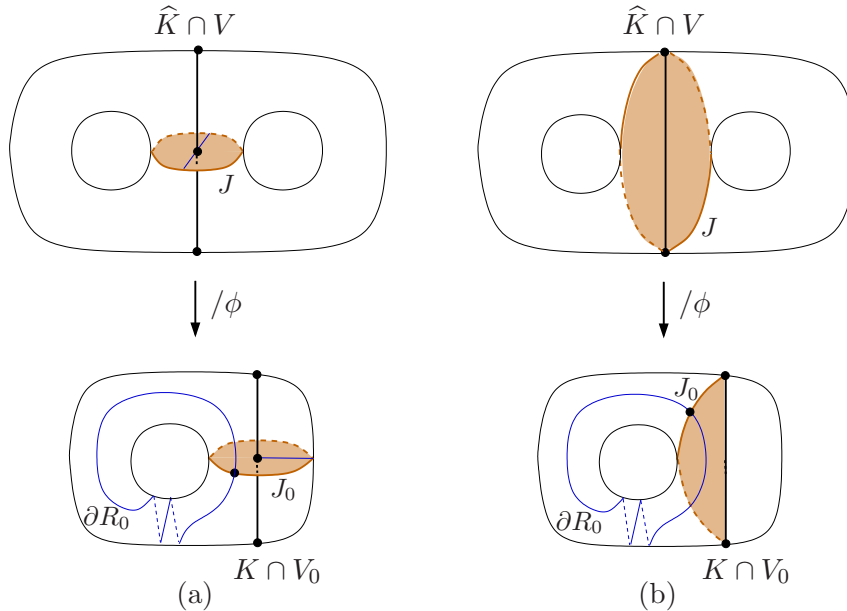 K̂ ∩ V
K̂ ∩ V
J
J
/ϕ
/ϕ
J₀
J₀
∂R₀
∂R₀
K ∩ V₀
K ∩ V₀
(a)
(b)